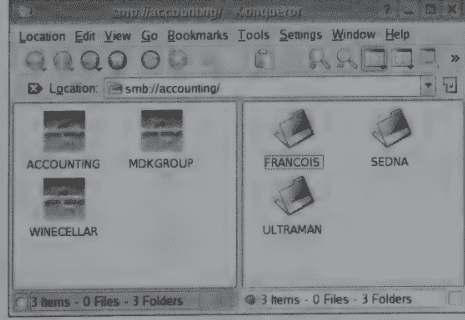 smb://accounting/ - Konqueror
Location Edit View Go Bookmarks Tools Settings Window Help
Location: smb://accounting/
ACCOUNTING MDKGROUP
WINECELLAR
FRANCOIS SEDNA
ULTRAMAN
3 Items - 0 Files - 3 Folders
3 Items - 0 Files - 3 Folders